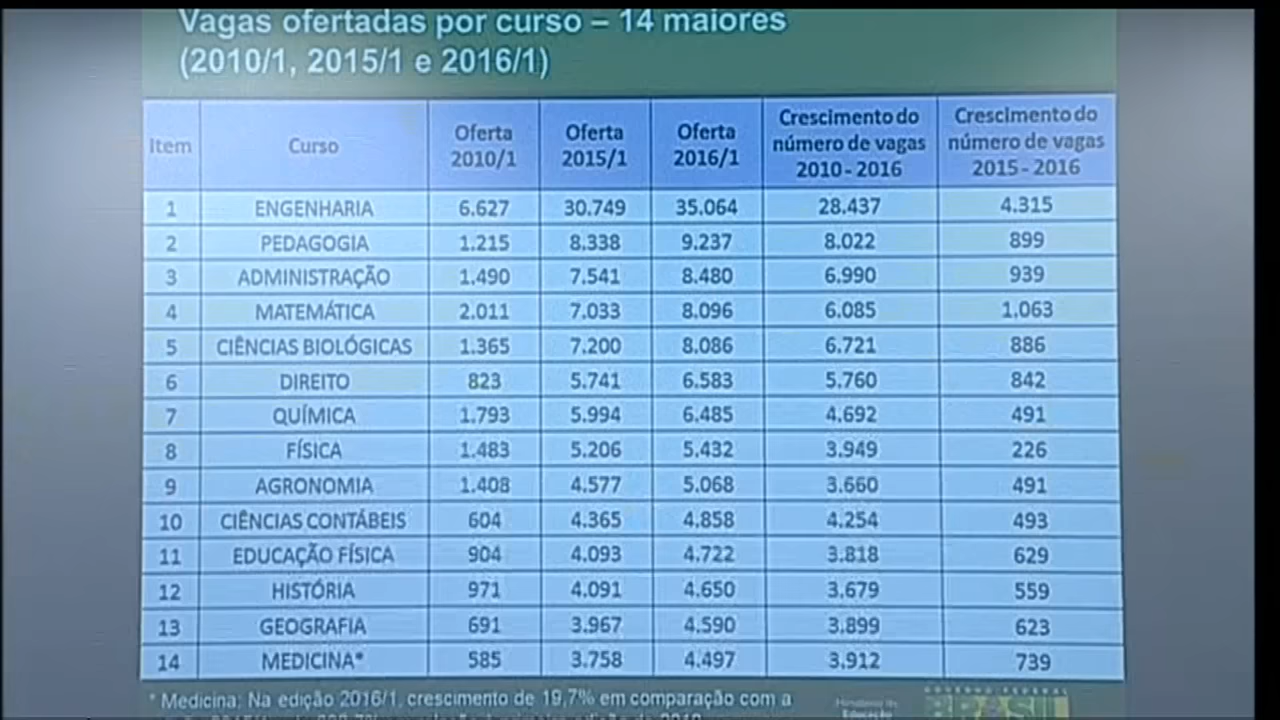 Vagas ofertadas por curso – 14 maiores
(2010/1, 2015/1 e 2016/1)
Item Curso Oferta 2010/1 Oferta 2015/1 Oferta 2016/1 Crescimento do número de vagas 2010 - 2016 Crescimento do número de vagas 2015 - 2016
1 ENGENHARIA 6.627 30.749 35.064 28.437 4.315
2 PEDAGOGIA 1.215 8.338 9.237 8.022 899
3 ADMINISTRAÇÃO 1.490 7.541 8.480 6.990 939
4 MATEMÁTICA 2.011 7.033 8.096 6.085 1.063
5 CIÊNCIAS BIOLÓGICAS 1.365 7.200 8.086 6.721 886
6 DIREITO 823 5.741 6.583 5.760 842
7 QUÍMICA 1.793 5.994 6.485 4.692 491
8 FÍSICA 1.483 5.206 5.432 3.949 226
9 AGRONOMIA 1.408 4.577 5.068 3.660 491
10 CIÊNCIAS CONTÁBEIS 604 4.365 4.858 4.254 493
11 EDUCAÇÃO FÍSICA 904 4.093 4.722 3.818 629
12 HISTÓRIA 971 4.091 4.650 3.679 559
13 GEOGRAFIA 691 3.967 4.590 3.899 623
14 MEDICINA* 585 3.758 4.497 3.912 739
* Medicina: Na edição 2016/1, crescimento de 19,7% em comparação com a
Ministério da
Educação
GOVERNO FEDERAL
BRASIL